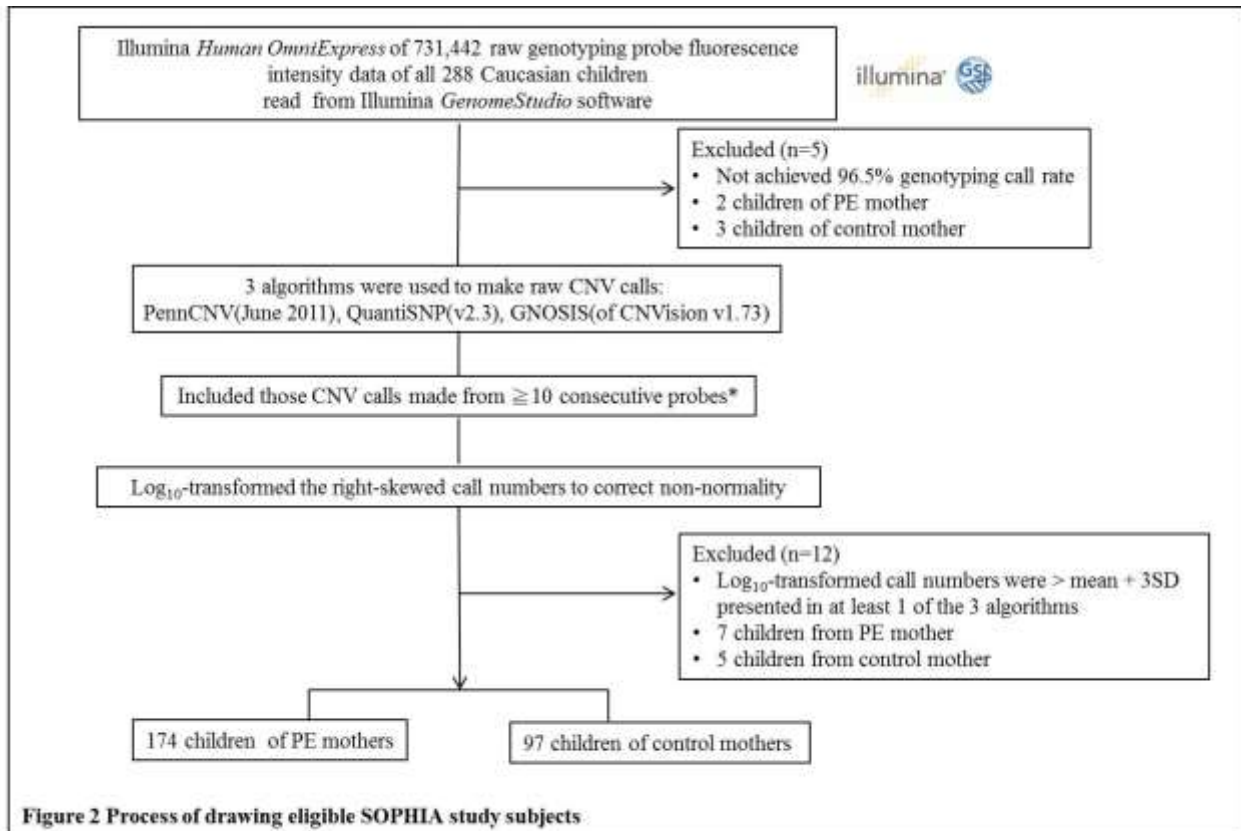 Illumina Human OmniExpress of 731,442 raw genotyping probe fluorescence
intensity data of all 288 Caucasian children
read from Illumina GenomeStudio software
illumina GS
Excluded (n=5)
• Not achieved 96.5% genotyping call rate
• 2 children of PE mother
• 3 children of control mother
3 algorithms were used to make raw CNV calls:
PennCNV(June 2011), QuantiSNP(v2.3), GNOSIS(of CNVision v1.73)
Included those CNV calls made from ≧10 consecutive probes*
Log10-transformed the right-skewed call numbers to correct non-normality
Excluded (n=12)
• Log10-transformed call numbers were > mean + 3SD
presented in at least 1 of the 3 algorithms
• 7 children from PE mother
• 5 children from control mother
174 children of PE mothers
97 children of control mothers
Figure 2 Process of drawing eligible SOPHIA study subjects